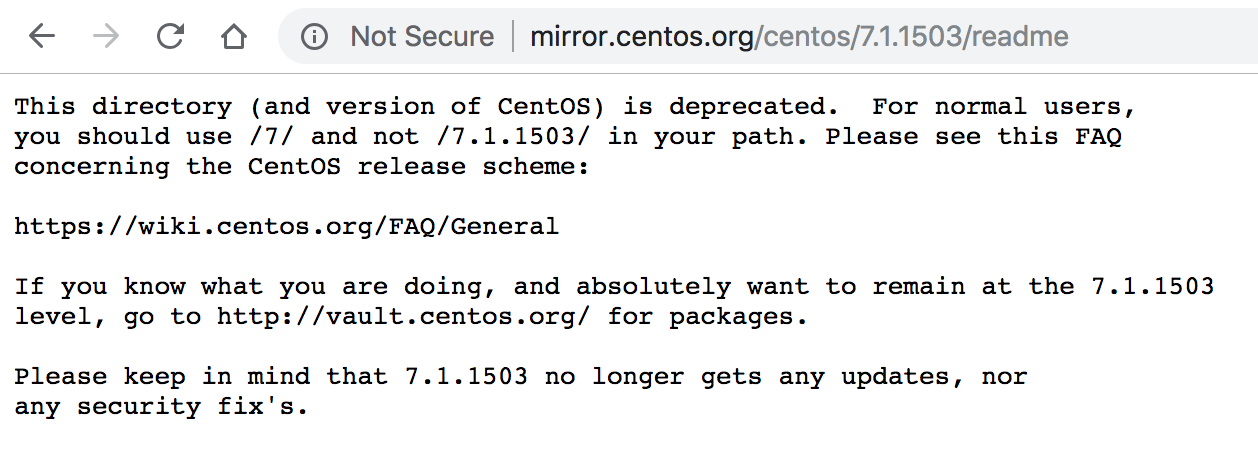 Not Secure | mirror.centos.org/centos/7.1.1503/readme
This directory (and version of CentOS) is deprecated.  For normal users,
you should use /7/ and not /7.1.1503/ in your path. Please see this FAQ
concerning the CentOS release scheme:
https://wiki.centos.org/FAQ/General
If you know what you are doing, and absolutely want to remain at the 7.1.1503
level, go to http://vault.centos.org/ for packages.
Please keep in mind that 7.1.1503 no longer gets any updates, nor
any security fix's.